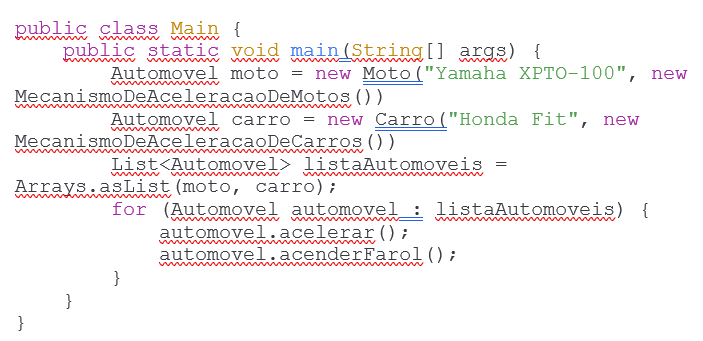 public class Main {
    public static void main(String[] args) {
        Automovel moto = new Moto("Yamaha XPTO-100", new
MecanismoDeAceleracaoDeMotos())
        Automovel carro = new Carro("Honda Fit", new
MecanismoDeAceleracaoDeCarros())
        List<Automovel> listaAutomoveis =
Arrays.asList(moto, carro);
        for (Automovel automovel : listaAutomoveis) {
            automovel.acelerar();
            automovel.acenderFarol();
        }
    }
}